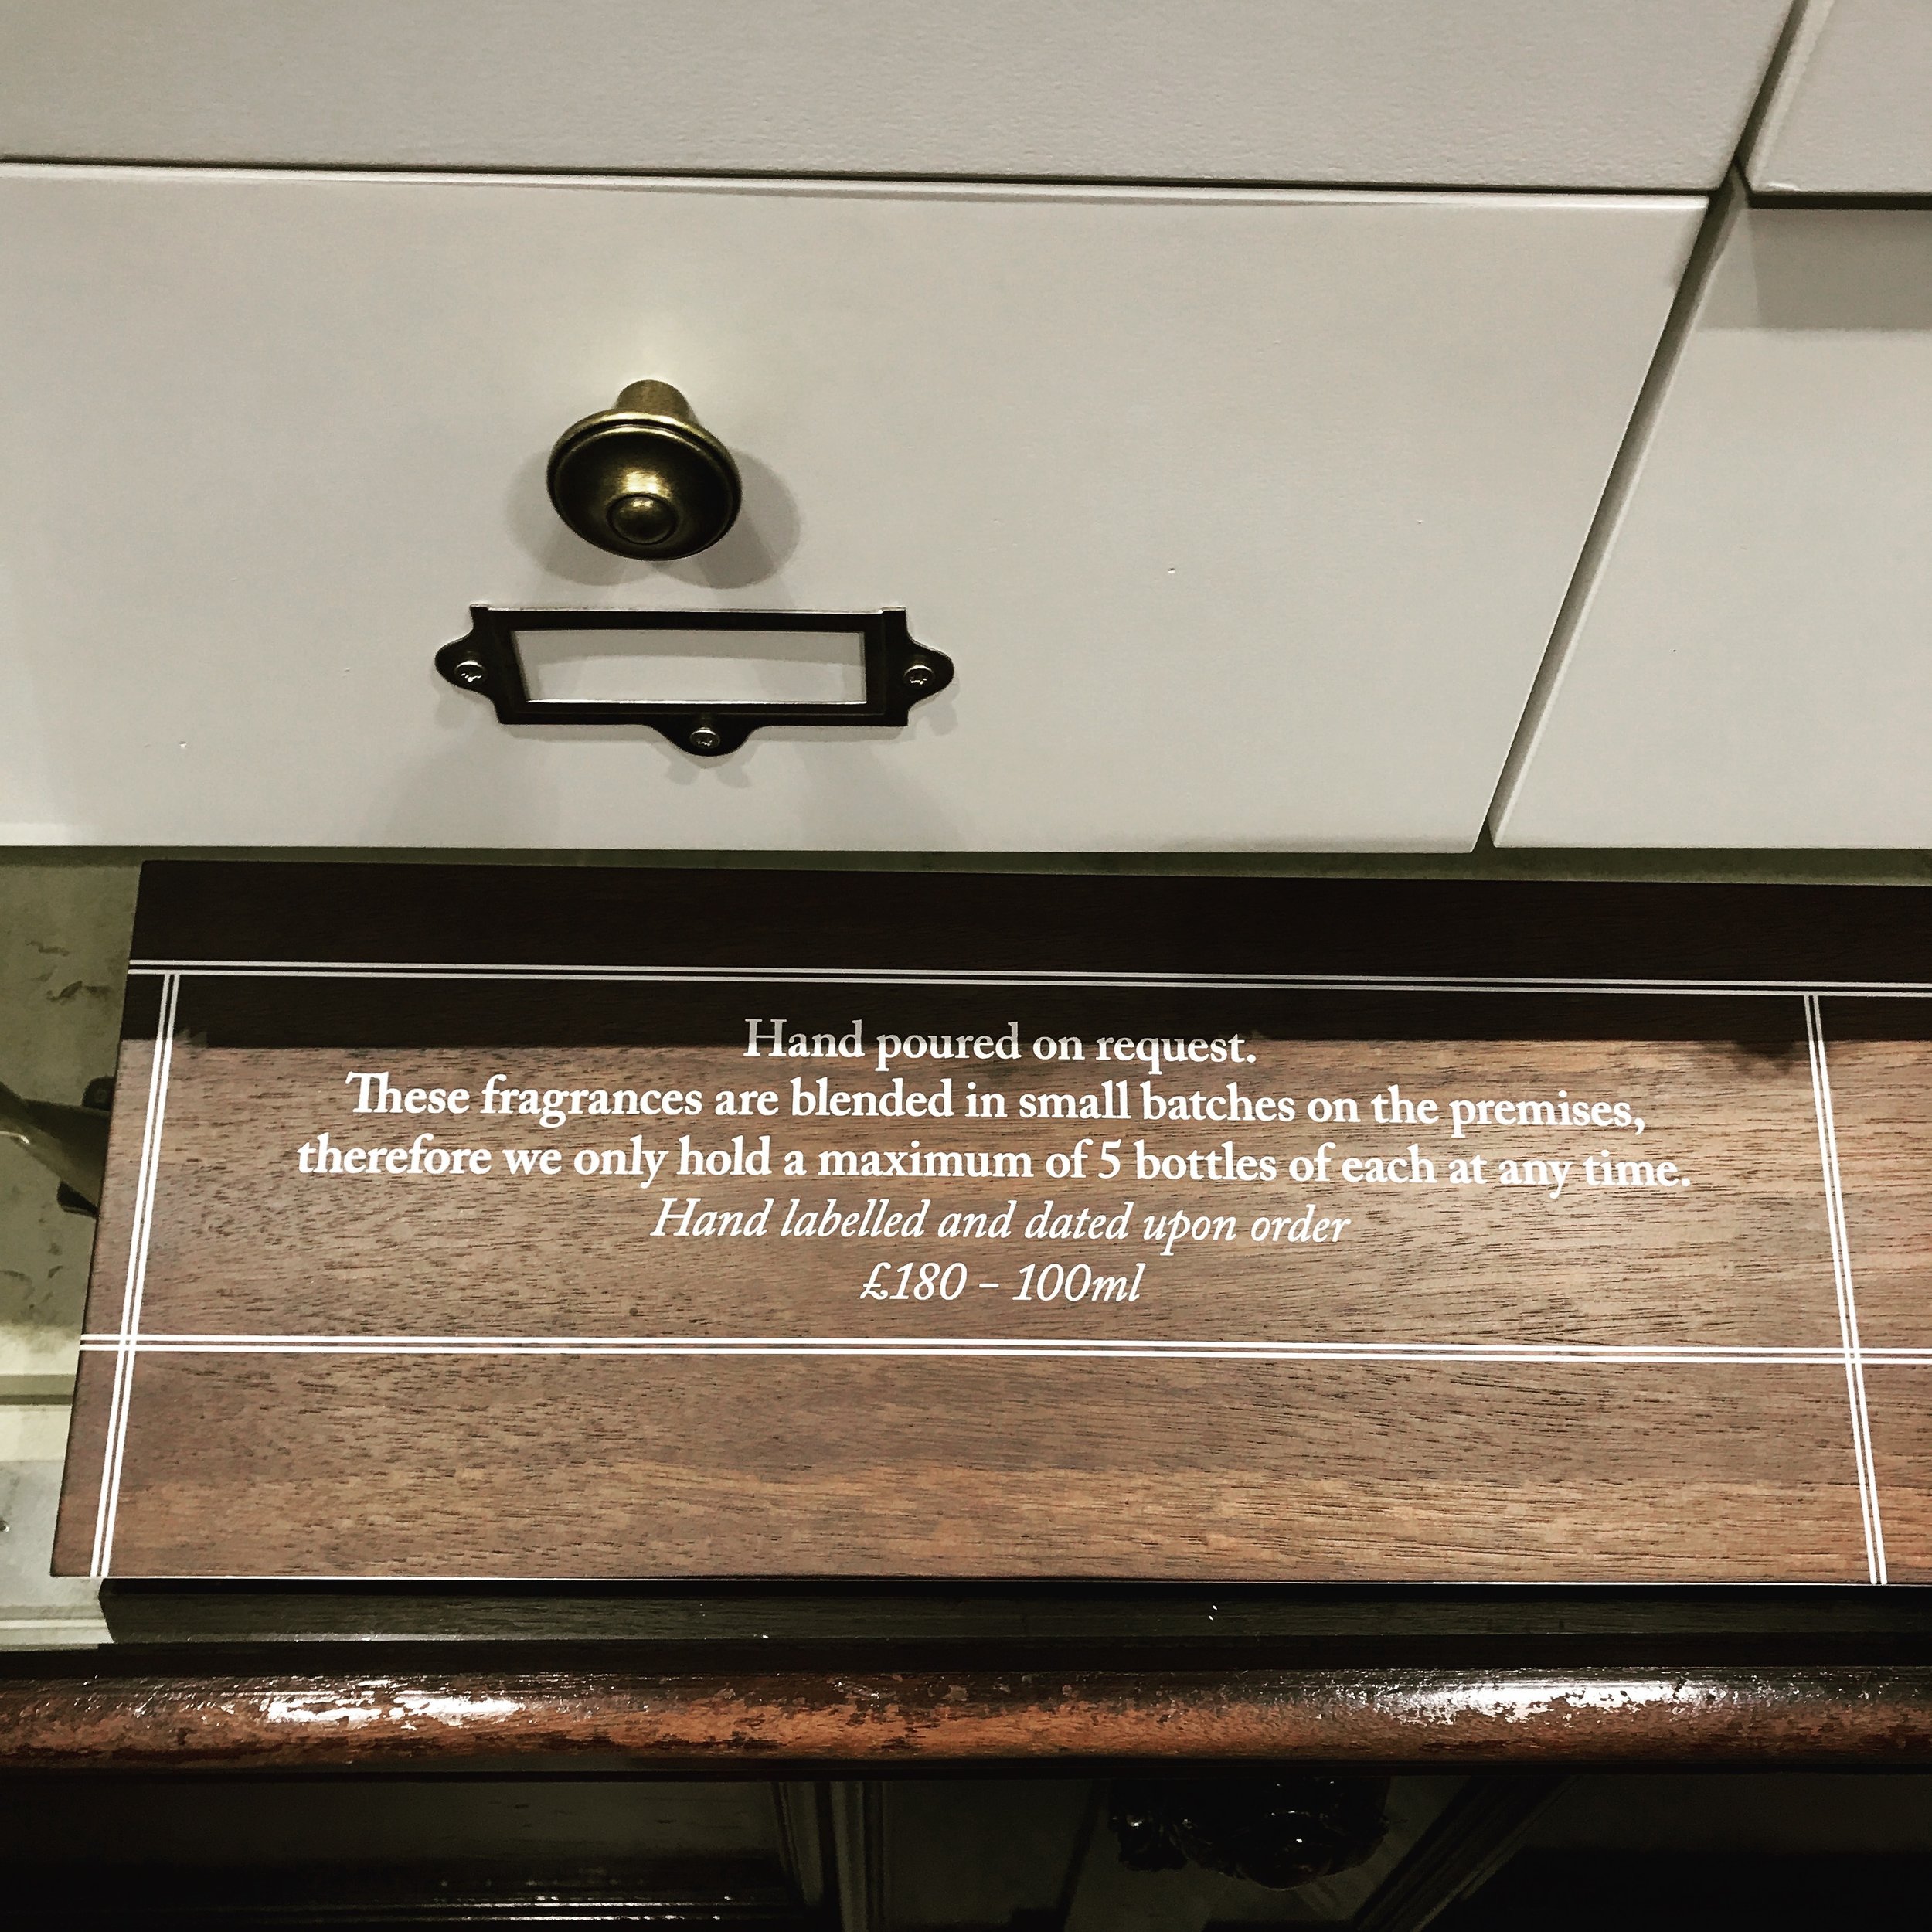 Hand poured on request.
These fragrances are blended in small batches on the premises,
therefore we only hold a maximum of 5 bottles of each at any time.
Hand labelled and dated upon order
£180 – 100ml